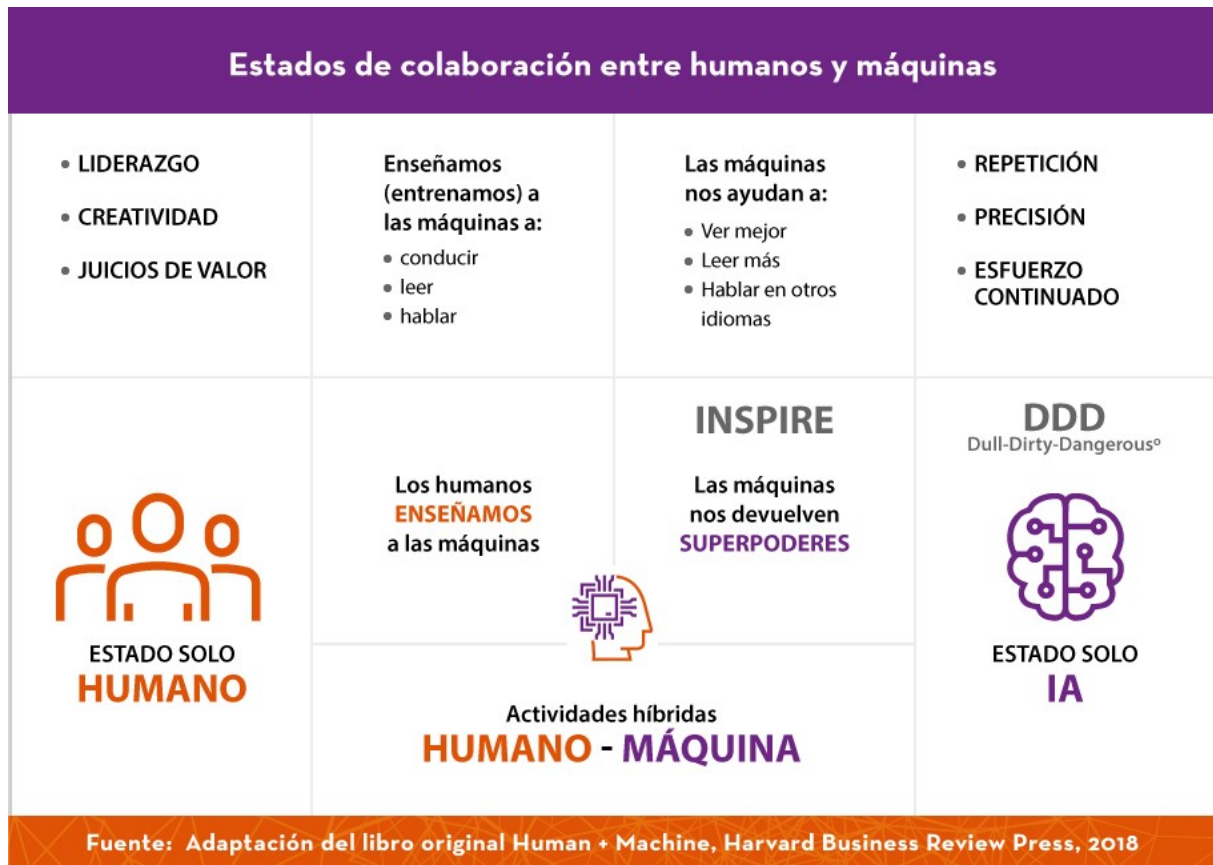 Estados de colaboración entre humanos y máquinas
• LIDERAZGO
• CREATIVIDAD
• JUICIOS DE VALOR
Enseñamos
(entrenamos) a
las máquinas a:
• conducir
• leer
• hablar
Las máquinas
nos ayudan a:
• Ver mejor
• Leer más
• Hablar en otros
idiomas
• REPETICIÓN
• PRECISIÓN
• ESFUERZO
CONTINUADO
ESTADO SOLO
HUMANO
Los humanos
ENSEÑAMOS
a las máquinas
INSPIRE
Las máquinas
nos devuelven
SUPERPODERES
Actividades híbridas
HUMANO - MÁQUINA
DDD
Dull-Dirty-Dangerousº
ESTADO SOLO
IA
Fuente: Adaptación del libro original Human + Machine, Harvard Business Review Press, 2018